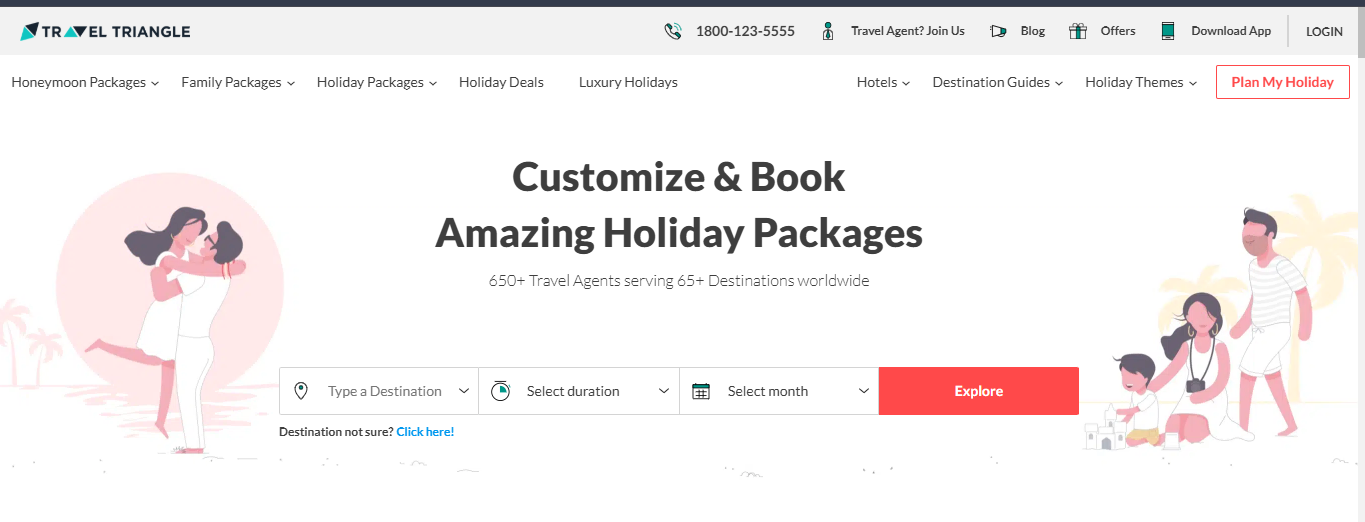 TRAVEL TRIANGLE
1800-123-5555
Travel Agent? Join Us
Blog
Offers
Download App
LOGIN
Honeymoon Packages
Family Packages
Holiday Packages
Holiday Deals
Luxury Holidays
Hotels
Destination Guides
Holiday Themes
Plan My Holiday
Customize & Book
Amazing Holiday Packages
650+ Travel Agents serving 65+ Destinations worldwide
Type a Destination
Select duration
Select month
Explore
Destination not sure? Click here!